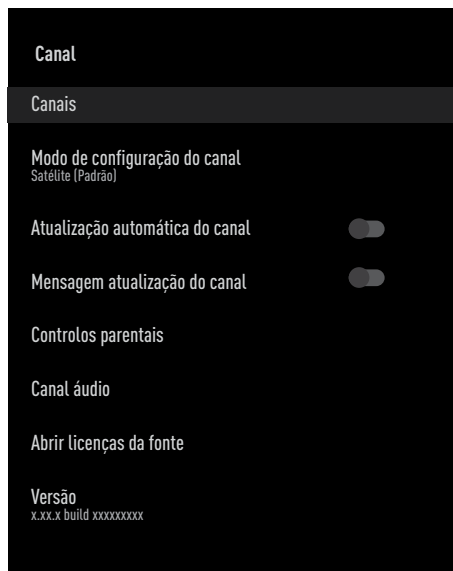 Canal
Canais
Modo de configuração do canal
Satélite (Padrão)
Atualização automática do canal
Mensagem atualização do canal
Controlos parentais
Canal áudio
Abrir licenças da fonte
Versão
x.xx.x build xxxxxxxxx